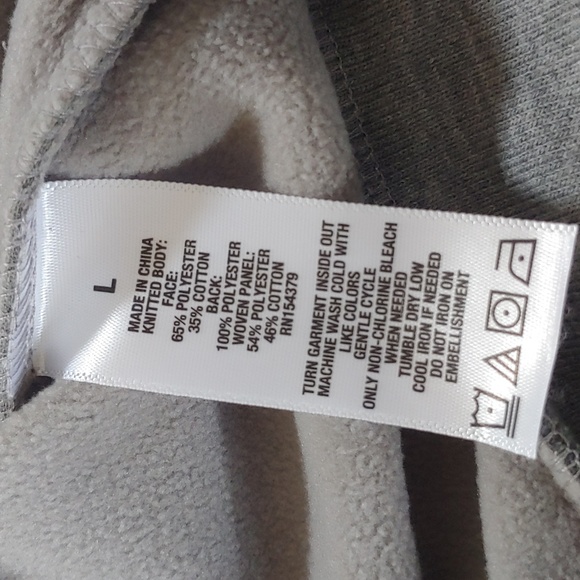 L
MADE IN CHINA
KNITTED BODY:
FACE:
65% POLYESTER
35% COTTON
BACK:
100% POLYESTER
WOVEN PANEL:
54% POLYESTER
46% COTTON
RN154379
TURN GARMENT INSIDE OUT
MACHINE WASH COLD WITH
LIKE COLORS
GENTLE CYCLE
ONLY NON-CHLORINE BLEACH
WHEN NEEDED
TUMBLE DRY LOW
COOL IRON IF NEEDED
DO NOT IRON ON
EMBELLISHMENT